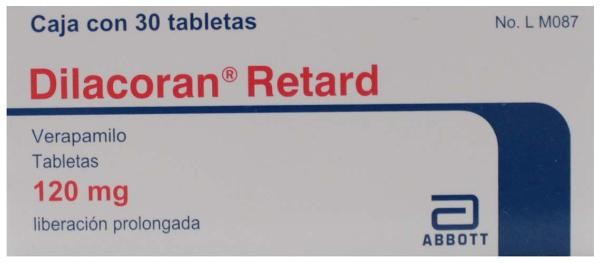 Caja con 30 tabletas
No. L M087
Dilacoran® Retard
Verapamilo
Tabletas
120 mg
liberación prolongada
ABBOTT